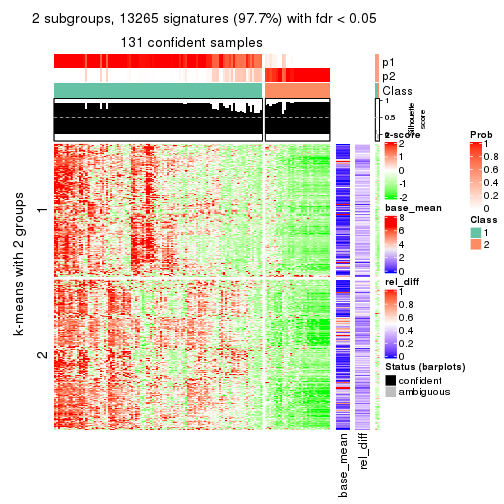 2 subgroups, 13265 signatures (97.7%) with fdr < 0.05
131 confident samples
p1
p2
Class
1
0.5
0
Silhouette
score
k-means with 2 groups
1
2
base_mean
rel_diff
z-score
2
1
0
-1
-2
base_mean
8
6
4
2
0
rel_diff
1
0.8
0.6
0.4
0.2
0
Status (barplots)
confident
ambiguous
Prob
1
0.8
0.6
0.4
0.2
0
Class
1
2